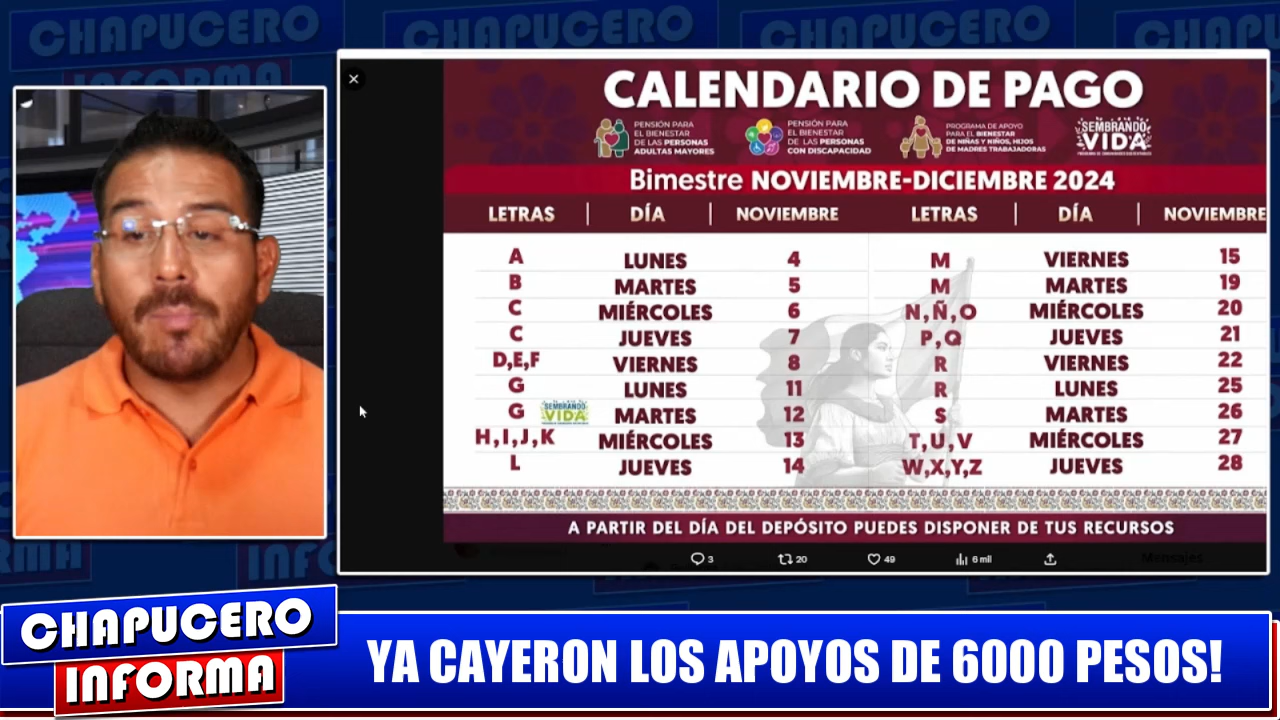 CHAPUCERO
CHAPUCERO
CHAPUCERO
CHAPUCERO
INFORMA
CALENDARIO DE PAGO
PENSIÓN PARA
EL BIENESTAR
DE LAS PERSONAS
ADULTAS MAYORES
PENSIÓN PARA
EL BIENESTAR
DE LAS PERSONAS
CON DISCAPACIDAD
PROGRAMA DE APOYO
PARA EL BIENESTAR
DE NIÑAS Y NIÑOS, HIJOS
DE MADRES TRABAJADORAS
SEMBRANDO
VIDA
Bimestre NOVIEMBRE-DICIEMBRE 2024
LETRAS | DÍA | NOVIEMBRE LETRAS | DÍA | NOVIEMBRE
A LUNES 4 M VIERNES 15
B MARTES 5 M MARTES 19
C MIÉRCOLES 6 N,Ñ,O MIÉRCOLES 20
C JUEVES 7 P,Q JUEVES 21
D,E,F VIERNES 8 R VIERNES 22
G LUNES 11 R LUNES 25
G SEMBRANDO VIDA MARTES 12 S MARTES 26
H,I,J,K MIÉRCOLES 13 T,U,V MIÉRCOLES 27
L JUEVES 14 W,X,Y,Z JUEVES 28
A PARTIR DEL DÍA DEL DEPÓSITO PUEDES DISPONER DE TUS RECURSOS
3 20 49 6 mil
Mensajes
CHAPUCERO
INFORMA
YA CAYERON LOS APOYOS DE 6000 PESOS!